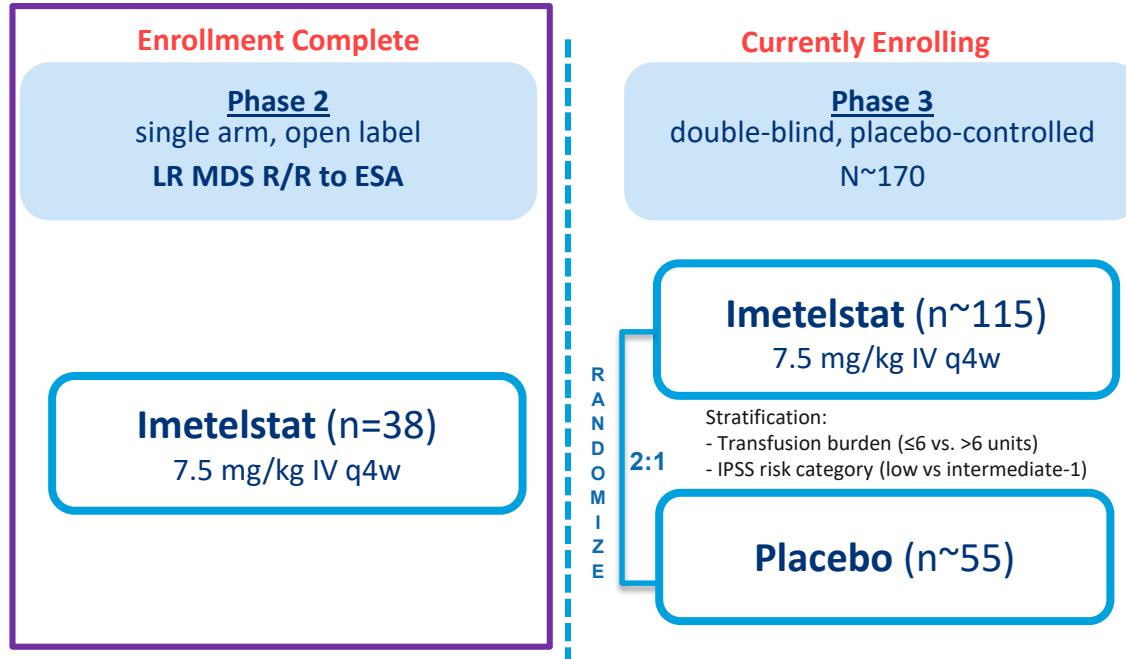 Enrollment Complete
Phase 2
single arm, open label
LR MDS R/R to ESA
Imetelstat (n=38)
7.5 mg/kg IV q4w
Currently Enrolling
Phase 3
double-blind, placebo-controlled
N~170
RANDOMIZE
2:1
Imetelstat (n~115)
7.5 mg/kg IV q4w
Stratification:
- Transfusion burden (≤6 vs. >6 units)
- IPSS risk category (low vs intermediate-1)
Placebo (n~55)